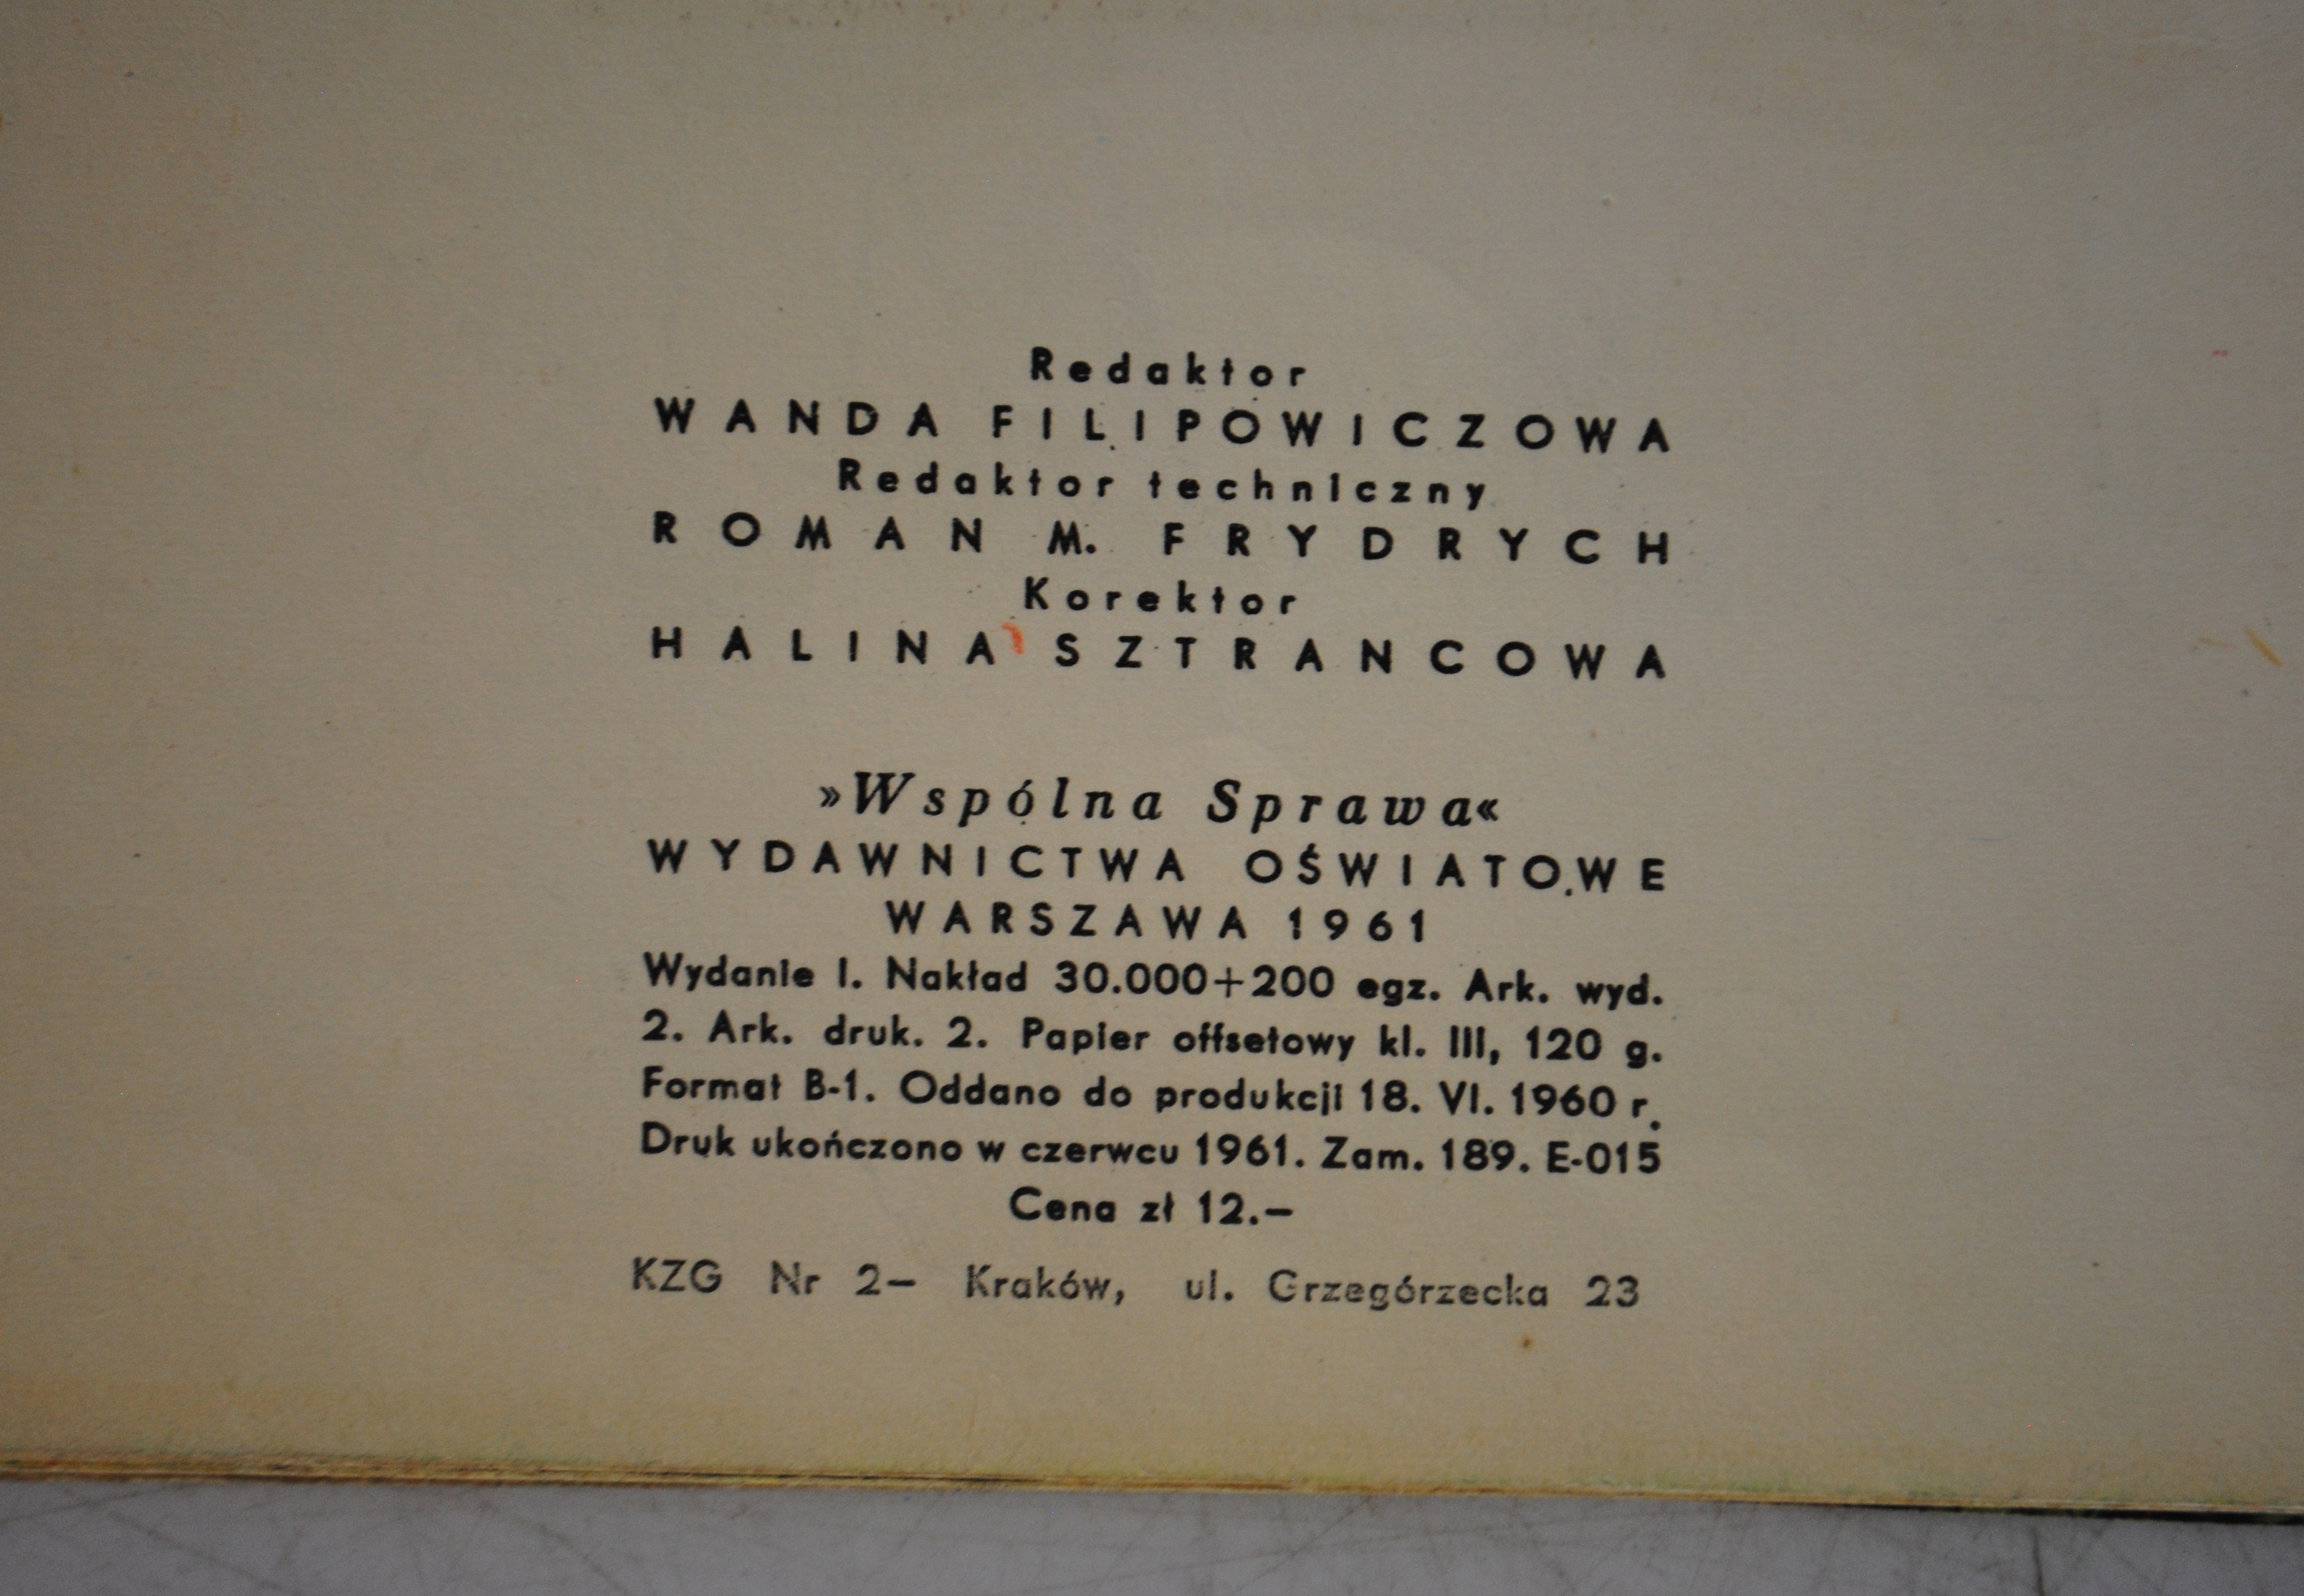 Redaktor
WANDA FILIPOWICZOWA
Redaktor techniczny
ROMAN M. FRYDRYCH
Korektor
HALINA SZTRANCOWA
»Wspólna Sprawa«
WYDAWNICTWA OŚWIATOWE
WARSZAWA 1961
Wydanie I. Nakład 30.000+200 egz. Ark. wyd.
2. Ark. druk. 2. Papier offsetowy kl. III, 120 g.
Format B-1. Oddano do produkcji 18. VI. 1960 r.
Druk ukończono w czerwcu 1961. Zam. 189. E-015
Cena zł 12.—
KZG Nr 2— Kraków, ul. Grzegórzecka 23